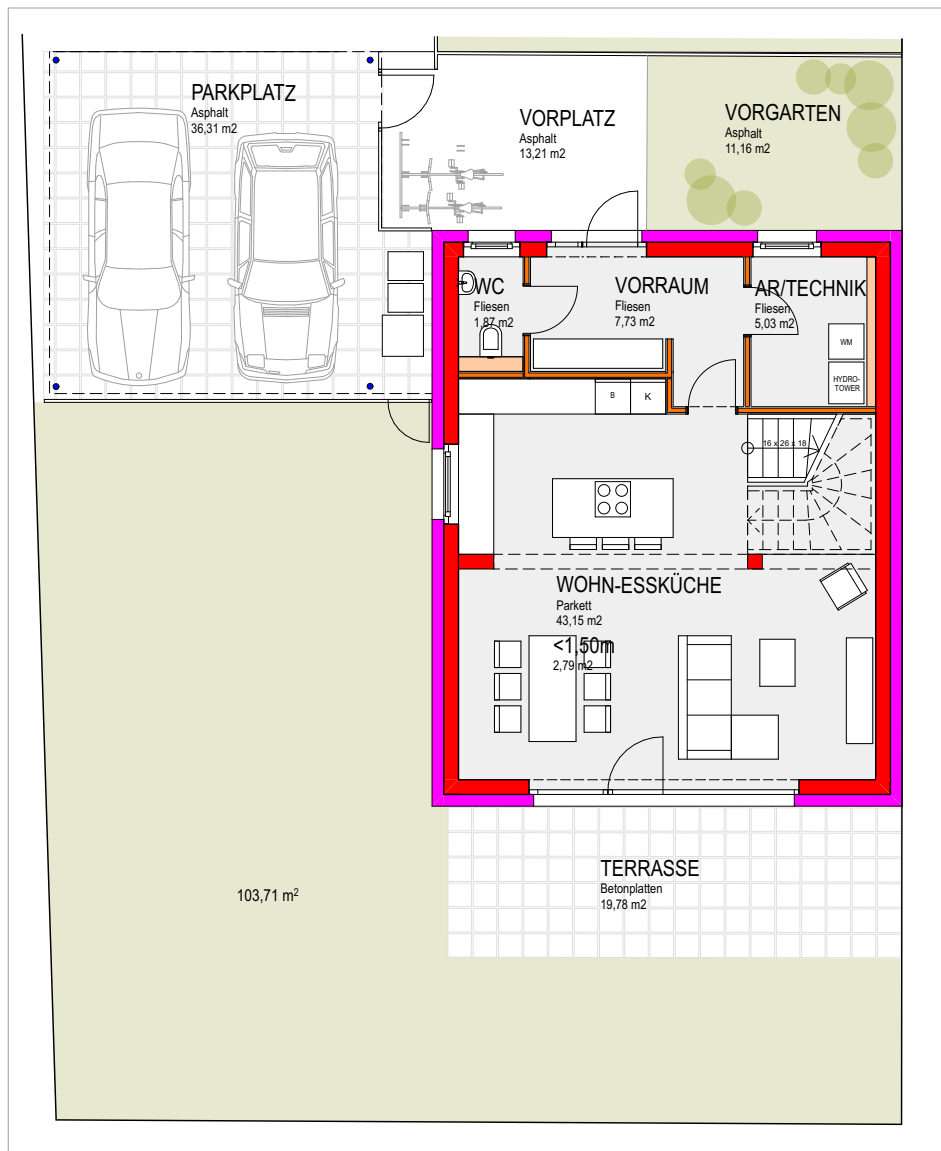 PARKPLATZ
Asphalt
36,31 m2
VORPLATZ
Asphalt
13,21 m2
VORGARTEN
Asphalt
11,16 m2
WC
Fliesen
1,87 m2
VORRAUM
Fliesen
7,73 m2
AR/TECHNIK
Fliesen
5,03 m2
WM
HYDRO-
TOWER
B
K
16 x 26 x 18
WOHN-ESSKÜCHE
Parkett
43,15 m2
<1,50m
2,79 m2
TERRASSE
Betonplatten
19,78 m2
103,71 m²